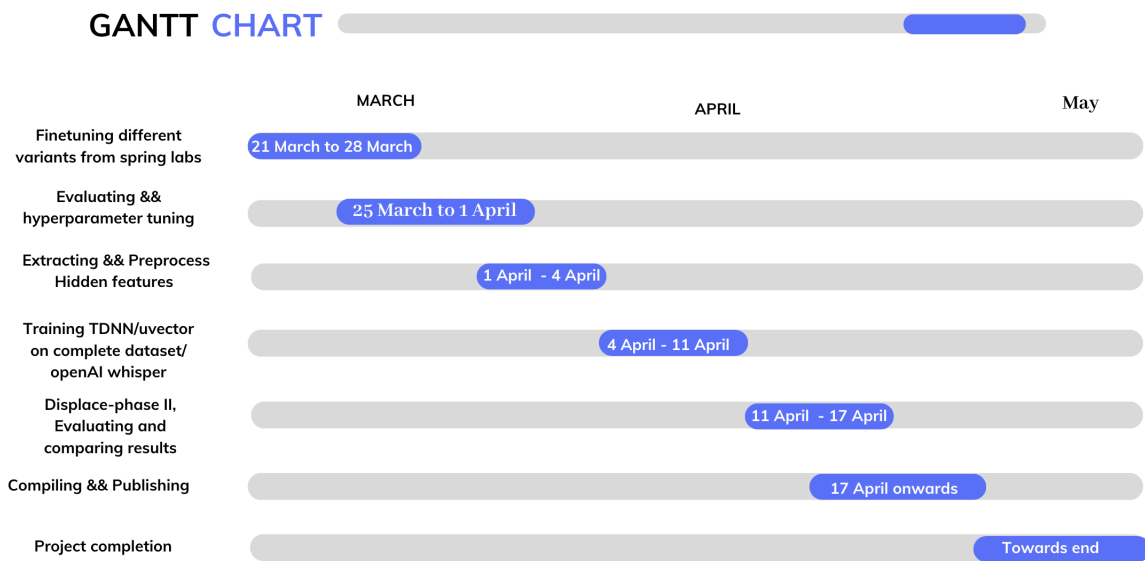 GANTT CHART
MARCH
APRIL
May
Finetuning different
variants from spring labs
21 March to 28 March
Evaluating &&
hyperparameter tuning
25 March to 1 April
Extracting && Preprocess
Hidden features
1 April - 4 April
Training TDNN/uvector
on complete dataset/
openAI whisper
4 April - 11 April
Displace-phase II,
Evaluating and
comparing results
11 April - 17 April
Compiling && Publishing
17 April onwards
Project completion
Towards end